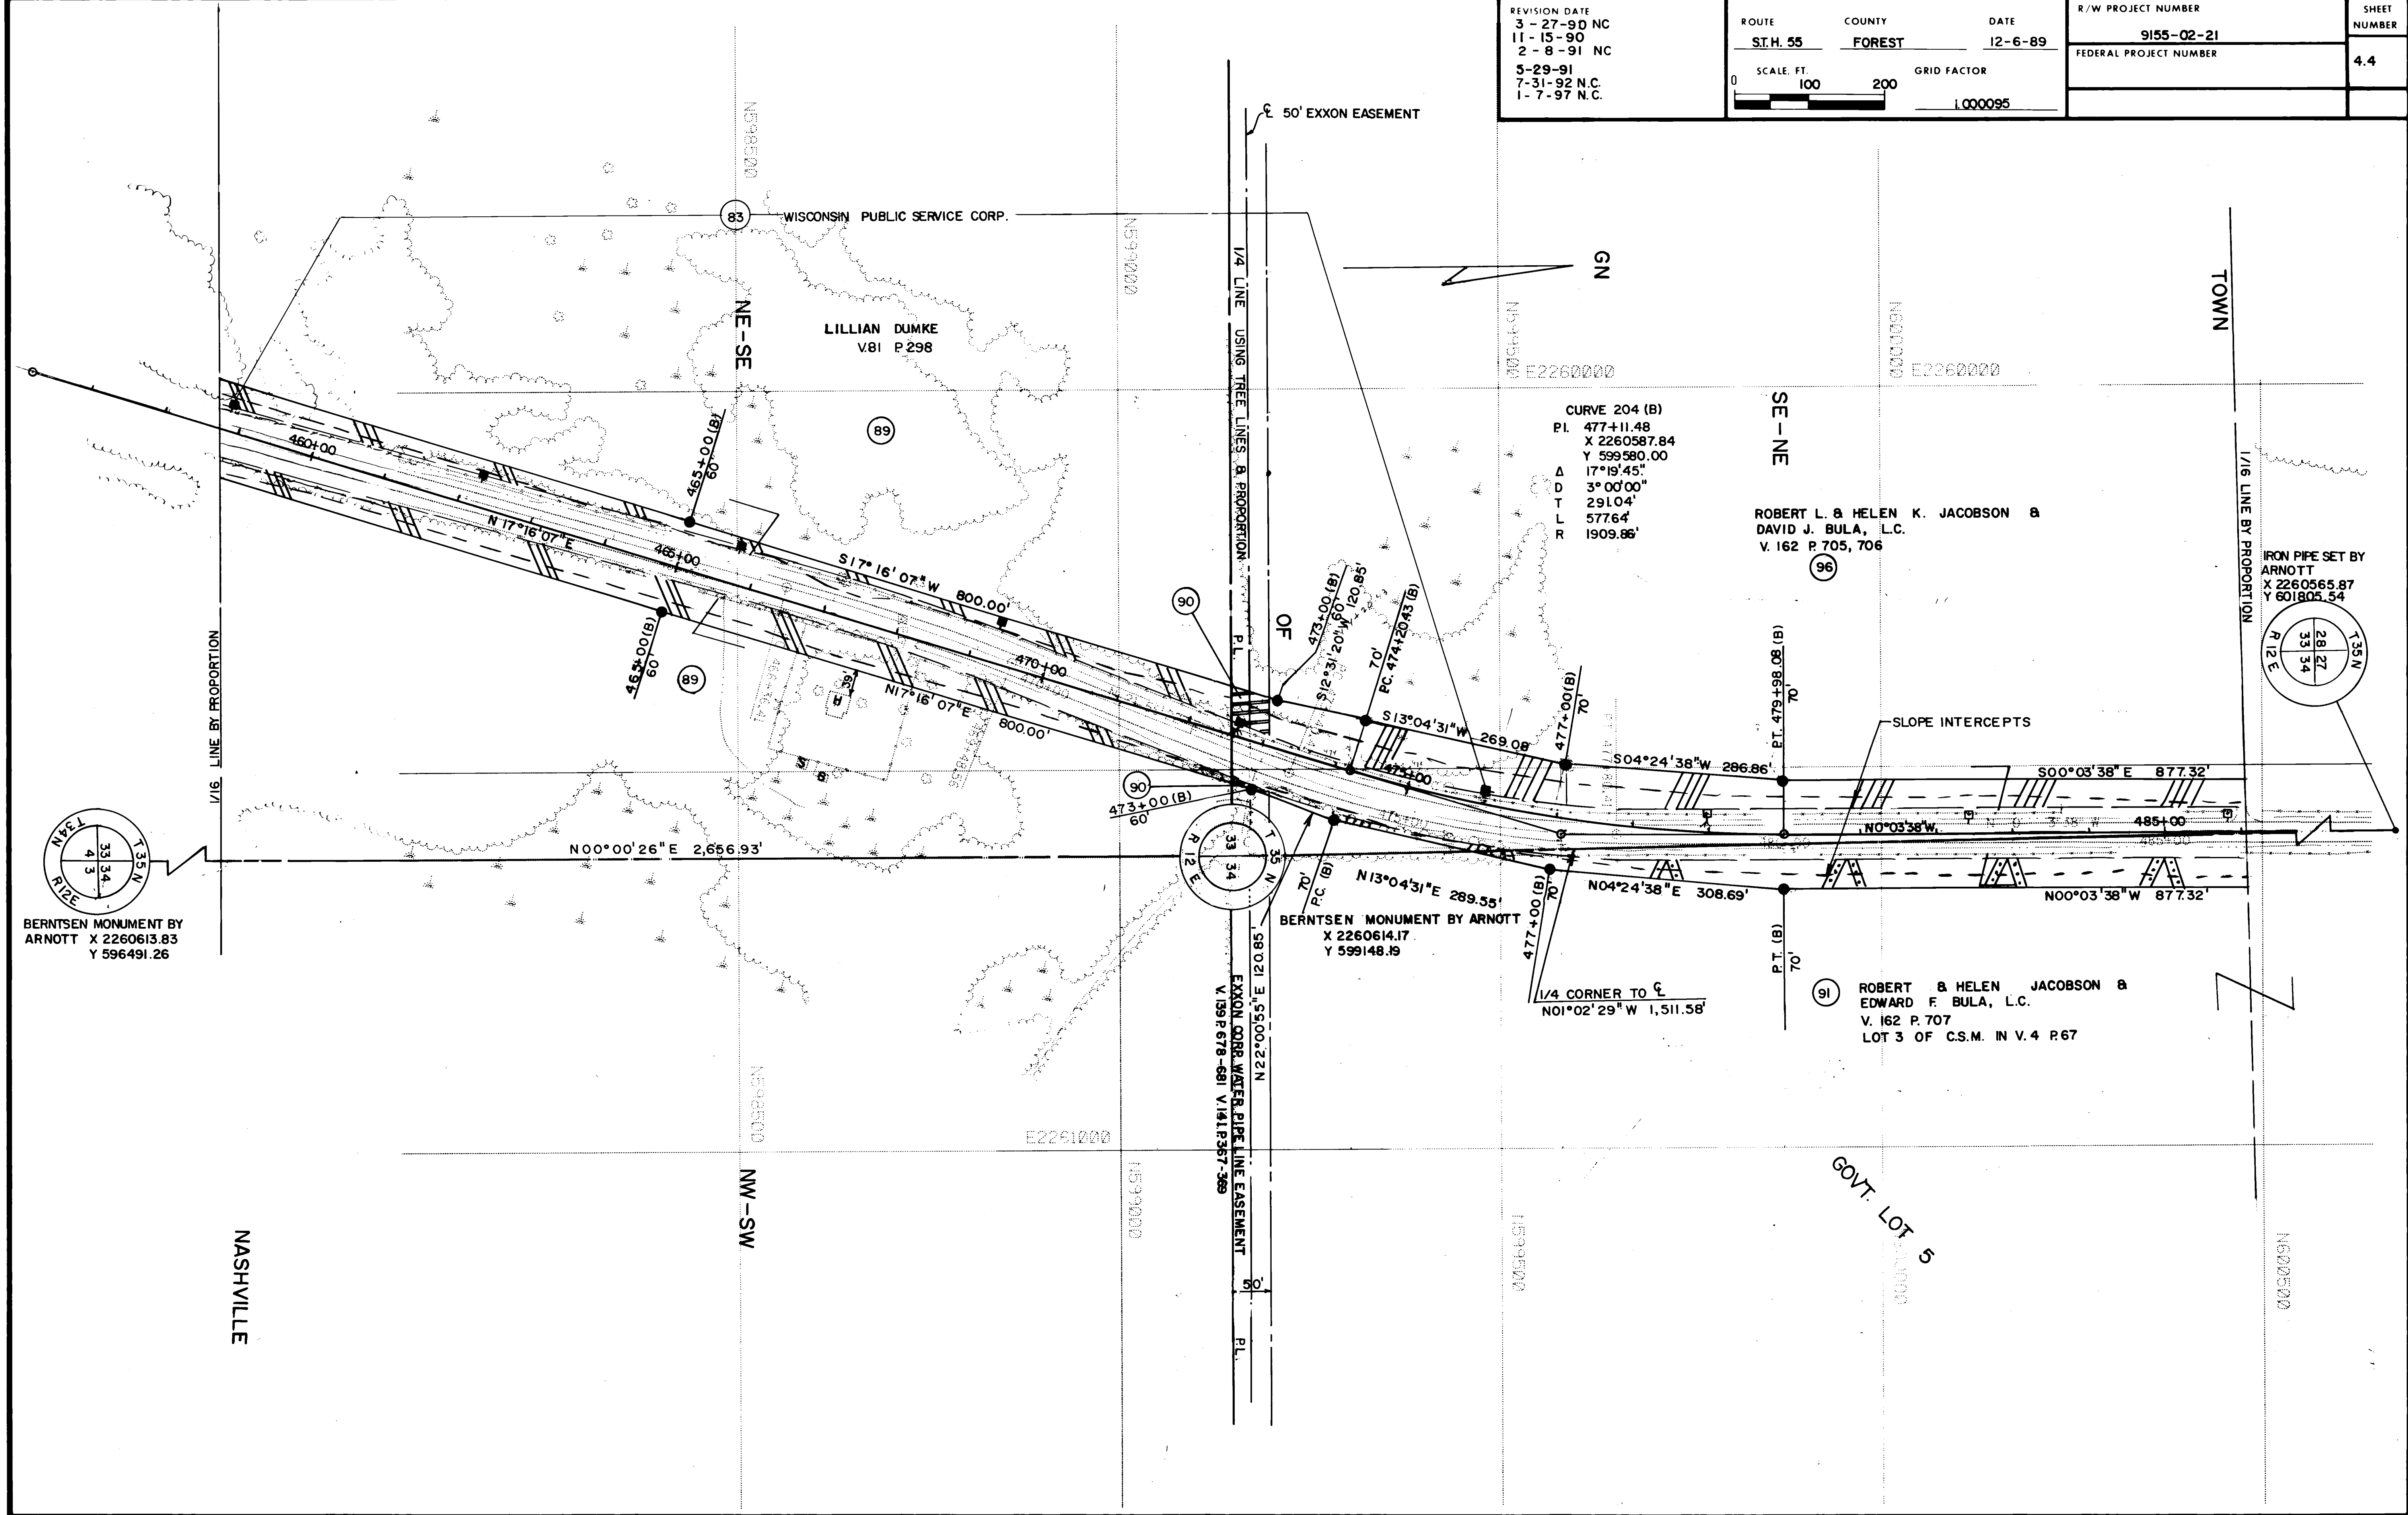 REVISION DATE
3 - 27-90 NC
11 - 15-90
2 - 8 - 91 NC
5-29-91
7-31-92 N.C.
1 - 7-97 N.C.
ROUTE
S.T.H. 55
COUNTY
FOREST
DATE
12-6-89
SCALE, FT.
0 100 200
GRID FACTOR
1.000095
R/W PROJECT NUMBER
9155-02-21
FEDERAL PROJECT NUMBER
SHEET
NUMBER
4.4
℄ 50' EXXON EASEMENT
83
WISCONSIN PUBLIC SERVICE CORP.
N598500
N599000
N599500
N600000
E2260000
E2260000
GN
TOWN
NE-SE
LILLIAN DUMKE
V.81 P.298
89
1/4 LINE USING TREE LINES & PROPORTION
P.L.
OF
SE-NE
CURVE 204 (B)
P.I. 477+11.48
X 2260587.84
Y 599580.00
Δ 17°19'45"
D 3°00'00"
T 291.04'
L 577.64'
R 1909.86'
ROBERT L. & HELEN K. JACOBSON &
DAVID J. BULA, L.C.
V. 162 P. 705, 706
96
1/16 LINE BY PROPORTION
IRON PIPE SET BY
ARNOTT
X 2260565.87
Y 601805.54
T35N
28 27
33 34
R 12 E
460+00
N 17°16'07"E
465+00 (B)
60'
465+00
S17°16'07"W 800.00'
465+00(B)
60'
89
H
39'
S
B
470+00
N17°16'07"E 800.00'
90
473+00(B)
60'
S12°31'20"W 120.85'
70'
P.C. 474+20.43 (B)
S13°04'31"W 269.08'
475+00
477+00(B)
70'
S04°24'38"W 286.86'
P.T. 479+98.08 (B)
70'
SLOPE INTERCEPTS
S00°03'38"E 877.32'
N0°03'38"W
485+00
90
473+00(B)
60'
1/16 LINE BY PROPORTION
T34N
T35N
33 34
4 3
R12E
BERNTSEN MONUMENT BY
ARNOTT X 2260613.83
Y 596491.26
N00°00'26"E 2,656.93'
T 35 N
33 34
R 12 E
70'
P.C. (B)
N13°04'31"E 289.55'
BERNTSEN MONUMENT BY ARNOTT
X 2260614.17
Y 599148.19
477+00(B)
70'
N04°24'38"E 308.69'
P.T. (B)
70'
N00°03'38"W 877.32'
1/4 CORNER TO ℄
N01°02'29"W 1,511.58'
91
ROBERT & HELEN JACOBSON &
EDWARD F. BULA, L.C.
V. 162 P. 707
LOT 3 OF C.S.M. IN V. 4 P.67
N22°00'55"E 120.85'
EXXON CORP. WATER PIPE LINE EASEMENT
V.139 P.678-681 V.141 P.367-369
50'
P.L.
E2261000
N598500
N599000
N599500
N600500
GOVT. LOT 5
NW-SW
NASHVILLE